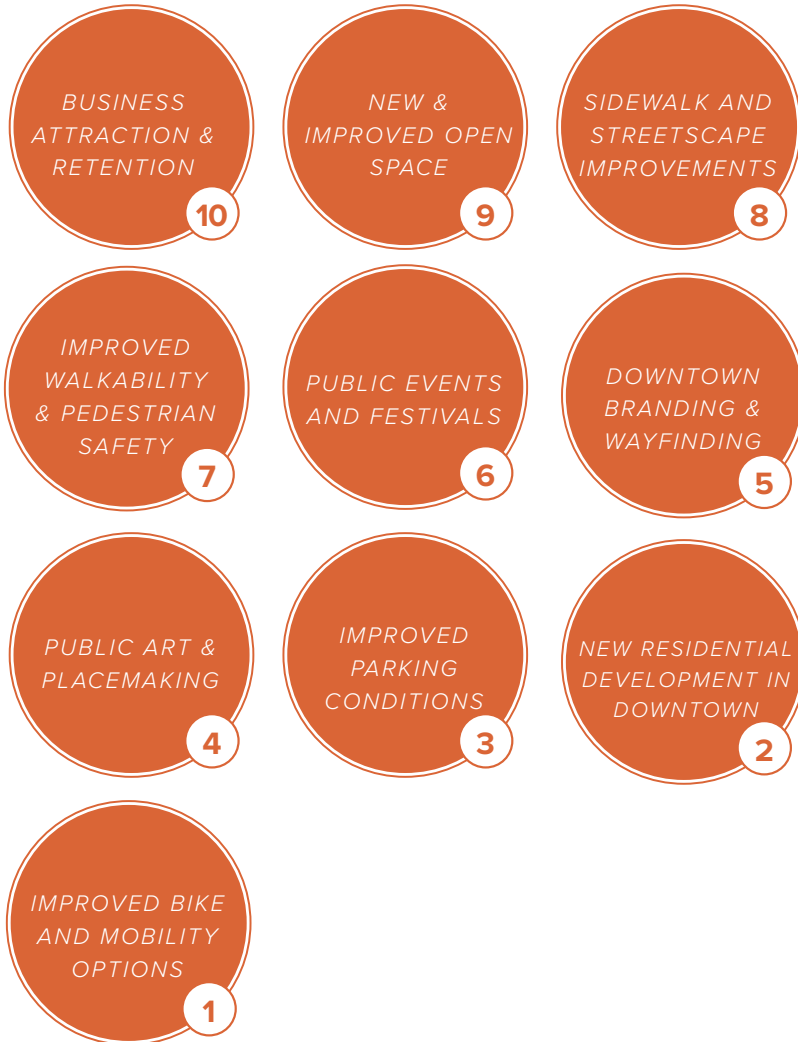 BUSINESS
ATTRACTION &
RETENTION
10
NEW &
IMPROVED OPEN
SPACE
9
SIDEWALK AND
STREETSCAPE
IMPROVEMENTS
8
IMPROVED
WALKABILITY
& PEDESTRIAN
SAFETY
7
PUBLIC EVENTS
AND FESTIVALS
6
DOWNTOWN
BRANDING &
WAYFINDING
5
PUBLIC ART &
PLACEMAKING
4
IMPROVED
PARKING
CONDITIONS
3
NEW RESIDENTIAL
DEVELOPMENT IN
DOWNTOWN
2
IMPROVED BIKE
AND MOBILITY
OPTIONS
1